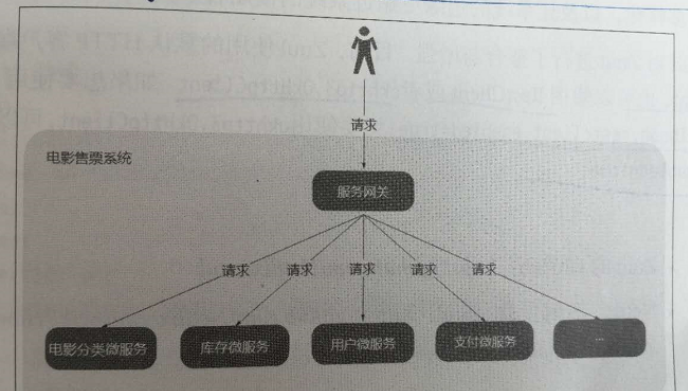 请求
电影售票系统
服务网关
请求 请求 请求 请求 请求
电影分类微服务 库存微服务 用户微服务 支付微服务 ...